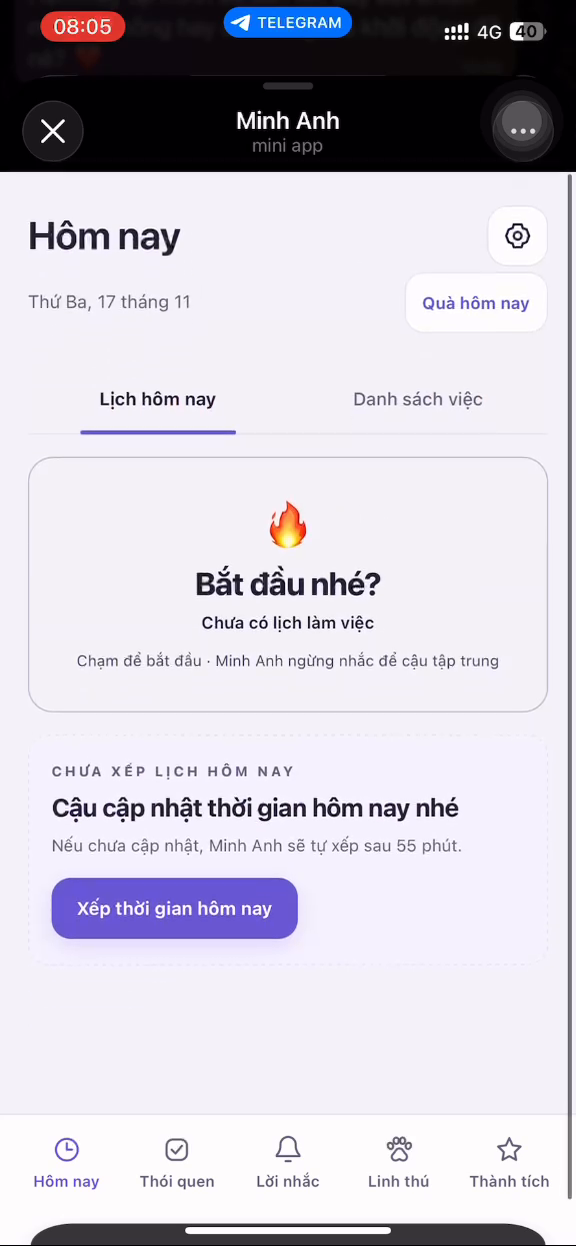 08:05
TELEGRAM
4G
40
Minh Anh
mini app
Hôm nay
Thứ Ba, 17 tháng 11
Quà hôm nay
Lịch hôm nay
Danh sách việc
Bắt đầu nhé?
Chưa có lịch làm việc
Chạm để bắt đầu · Minh Anh ngừng nhắc để cậu tập trung
CHƯA XẾP LỊCH HÔM NAY
Cậu cập nhật thời gian hôm nay nhé
Nếu chưa cập nhật, Minh Anh sẽ tự xếp sau 55 phút.
Xếp thời gian hôm nay
Hôm nay
Thói quen
Lời nhắc
Linh thú
Thành tích